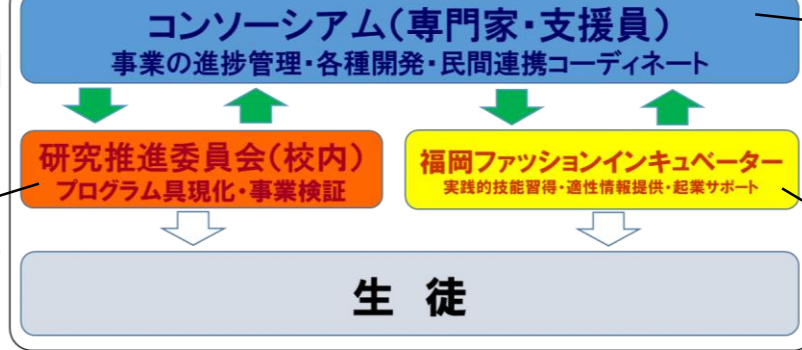 コンソーシアム(専門家・支援員)
事業の進捗管理・各種開発・民間連携コーディネート
研究推進委員会(校内)
プログラム具現化・事業検証
福岡ファッションインキュベーター
実践的技能習得・適性情報提供・起業サポート
生 徒